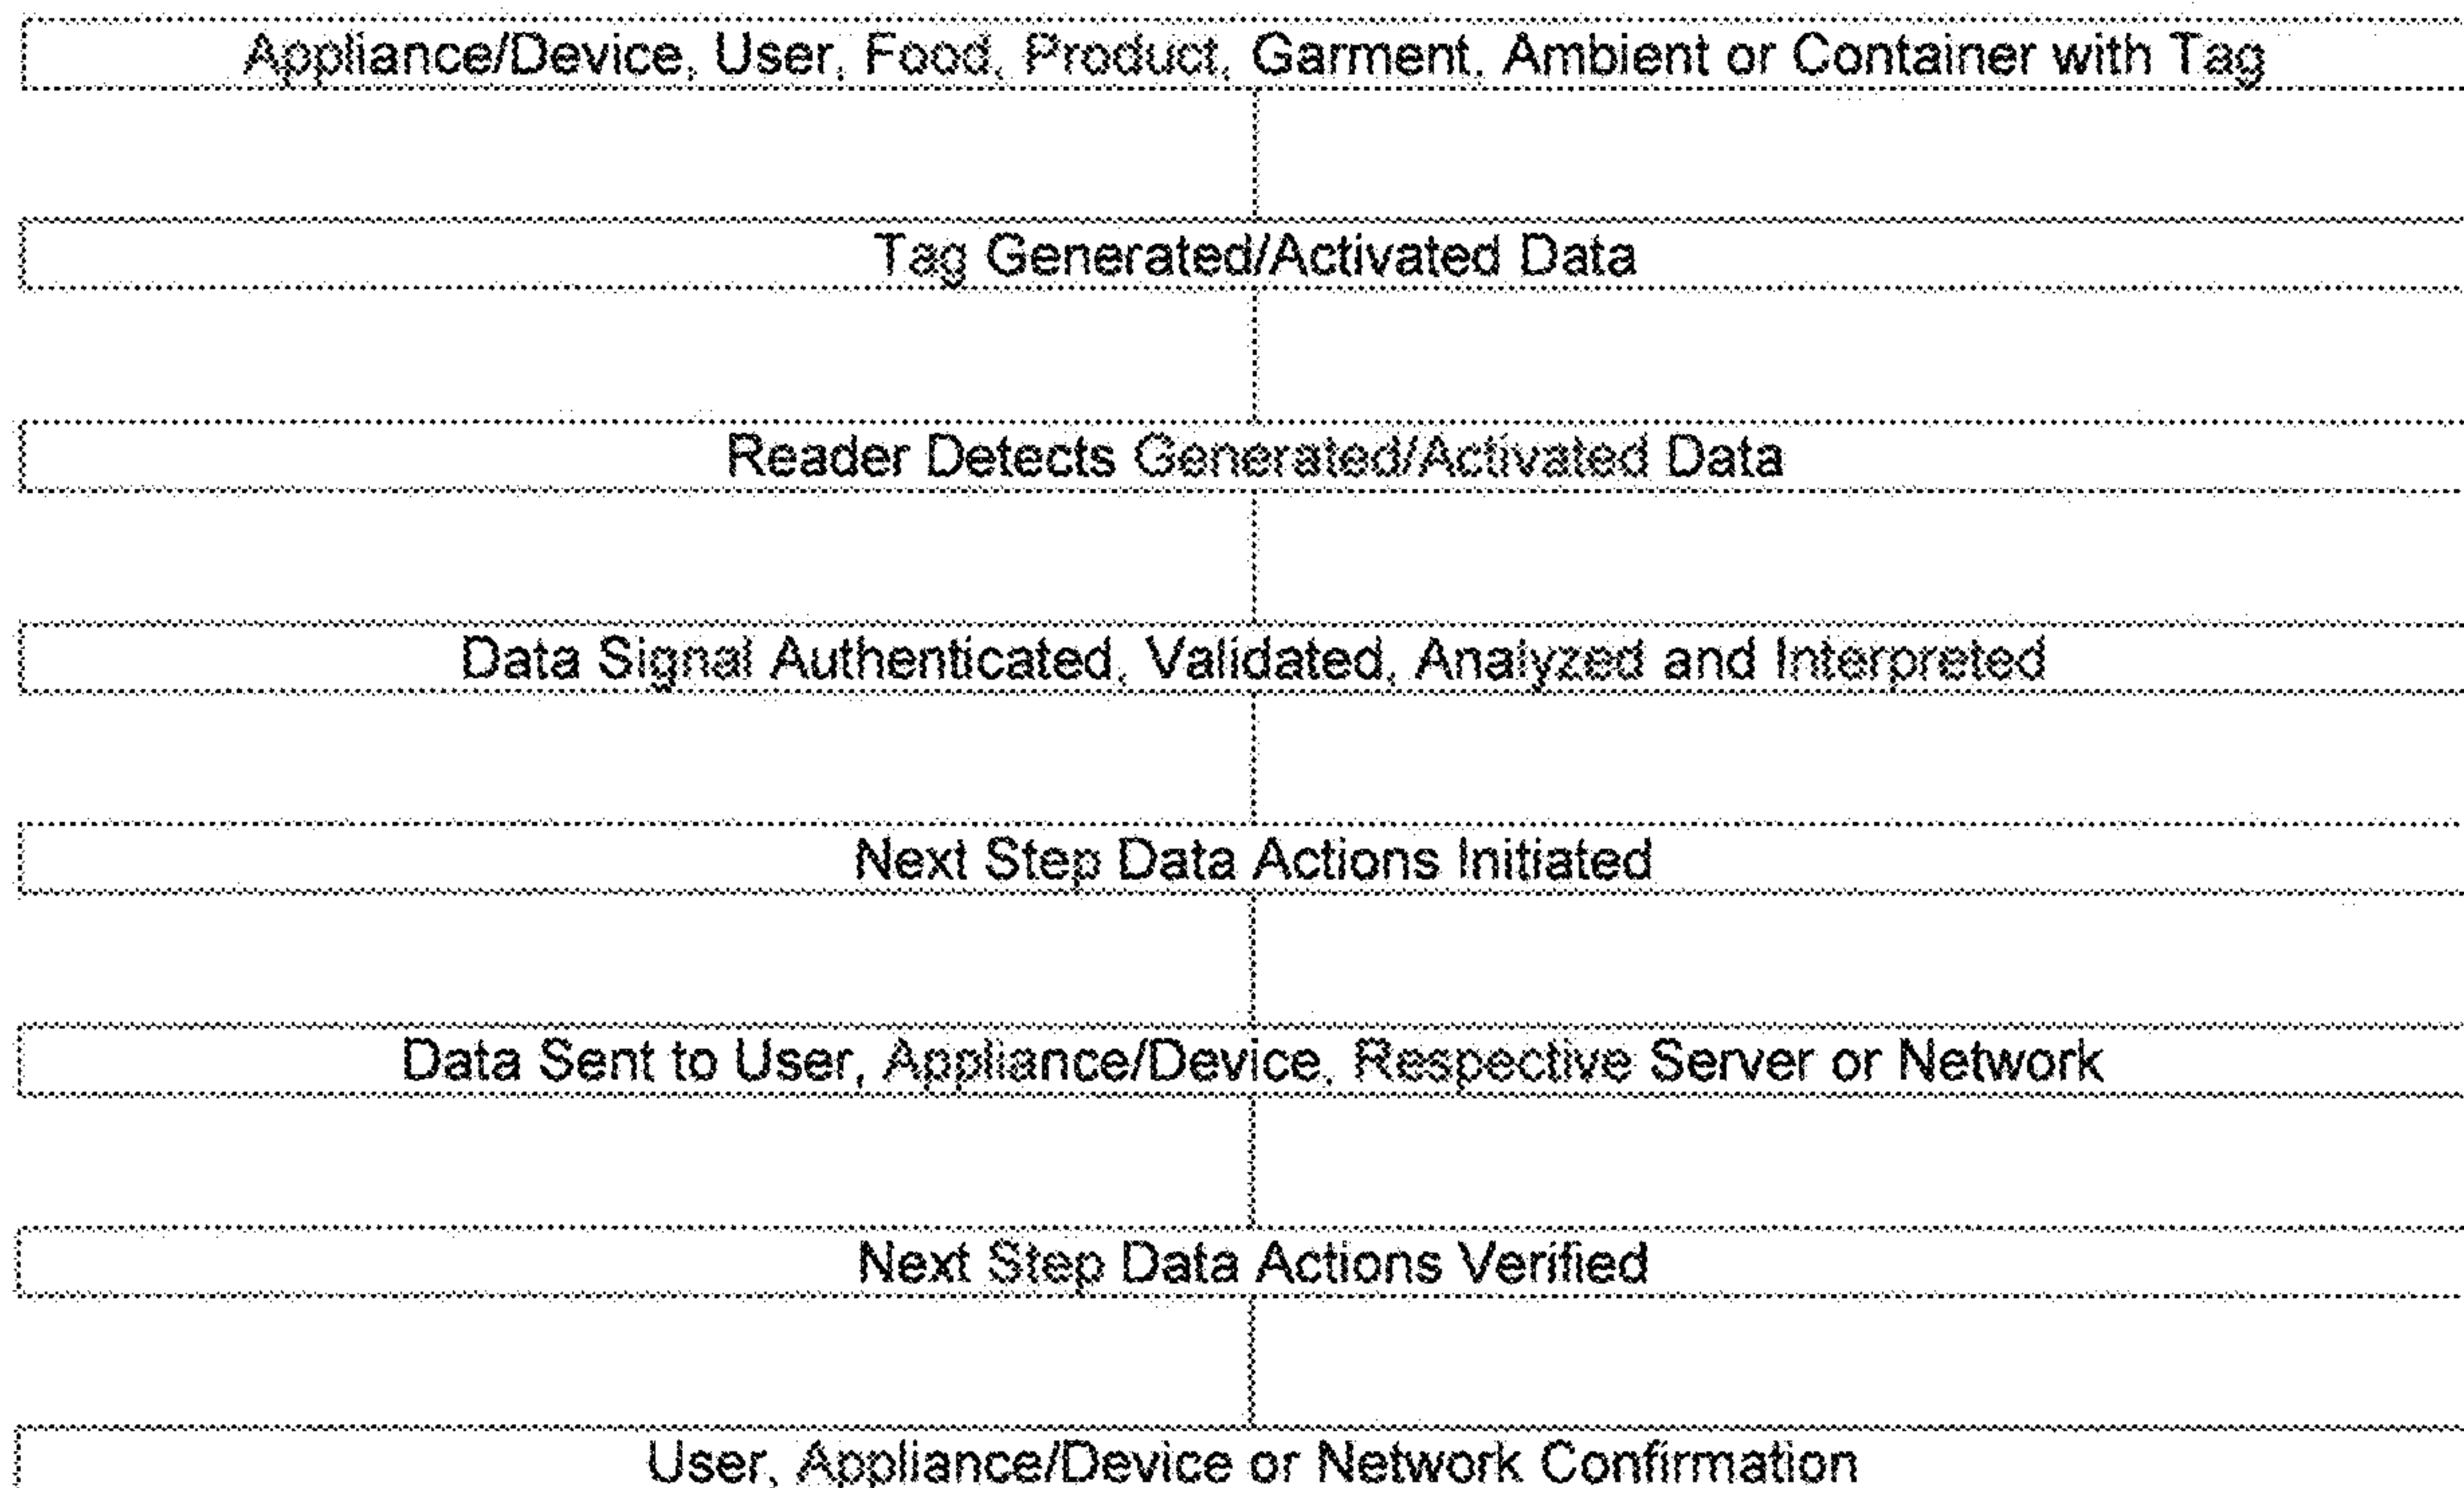 Appliance/Device, User, Food, Product, Garment, Ambient or Container with Tag
Tag Generated/Activated Data
Reader Detects Generated/Activated Data
Data Signal Authenticated, Validated, Analyzed and Interpreted
Next Step Data Actions Initiated
Data Sent to User, Appliance/Device, Respective Server or Network
Next Step Data Actions Verified
User, Appliance/Device or Network Confirmation